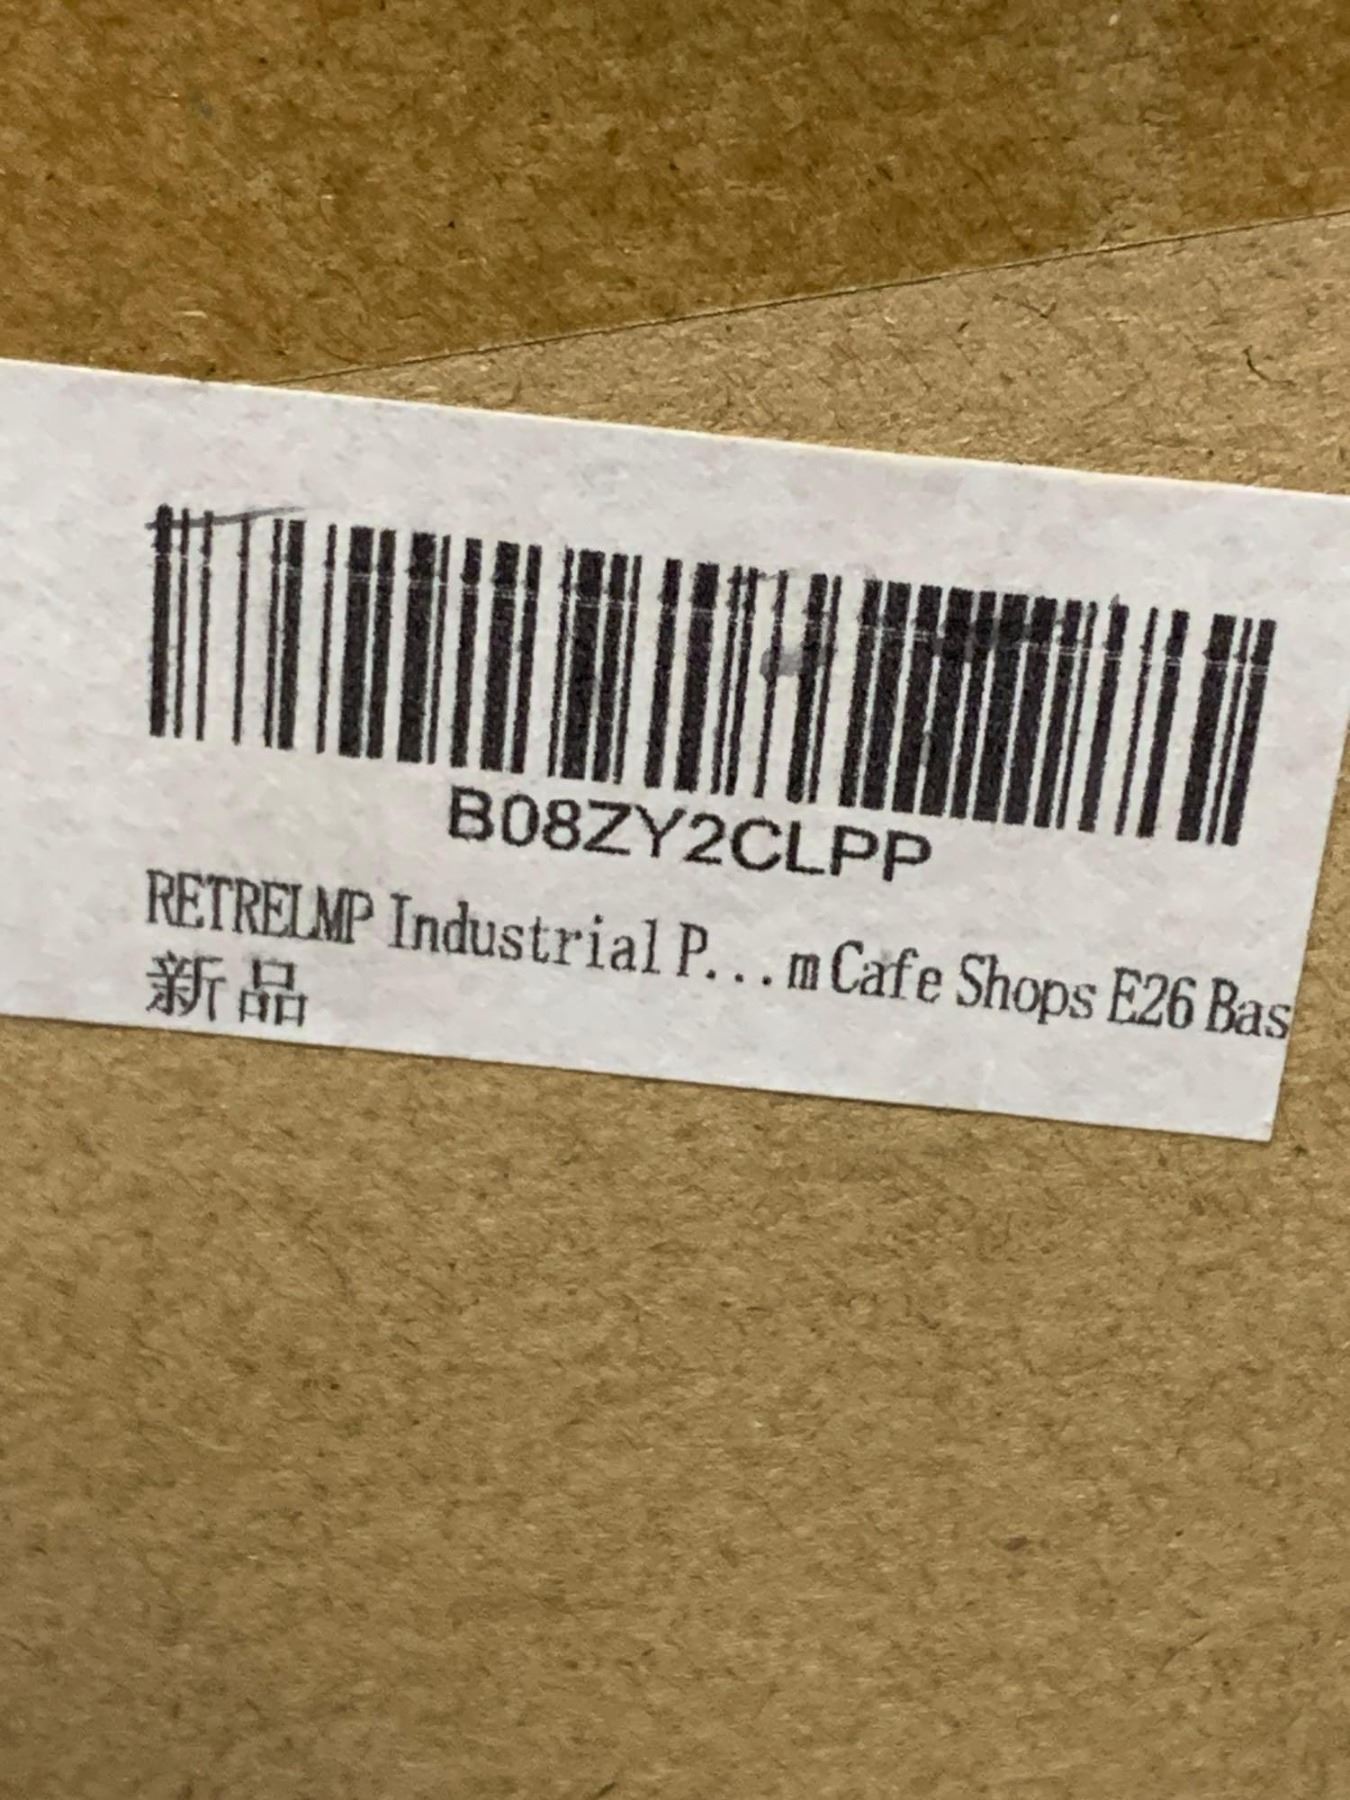 B08ZY2CLPP
RETRELMP Industrial P...m Cafe Shops E26 Bas
新品